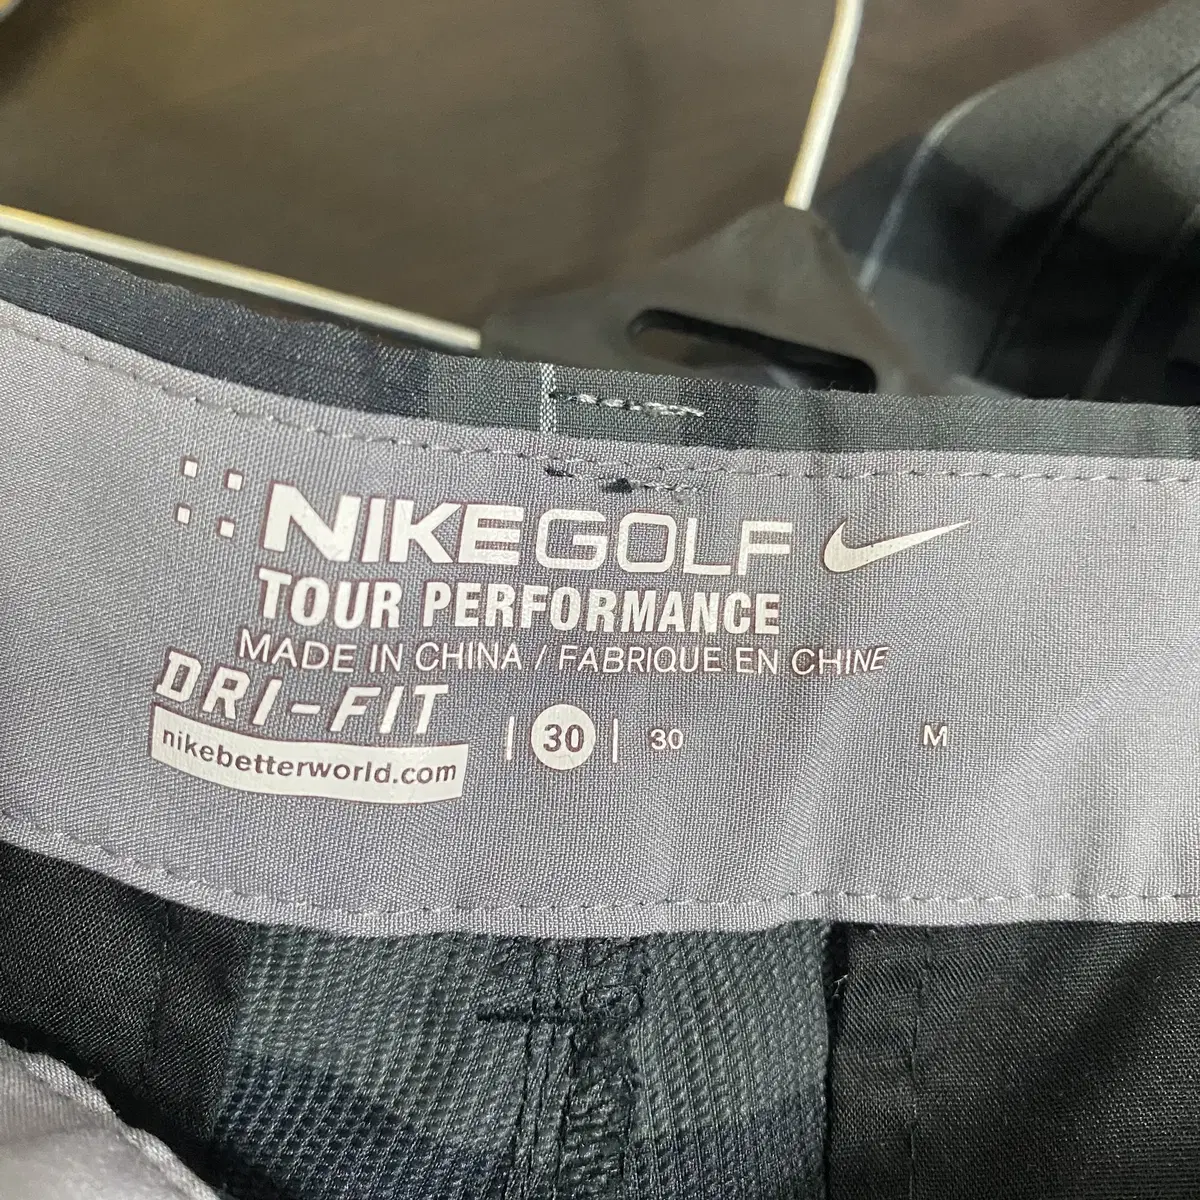 NIKEGOLF
TOUR PERFORMANCE
MADE IN CHINA / FABRIQUE EN CHINE
DRI-FIT
nikebetterworld.com
| 30 | 30 M